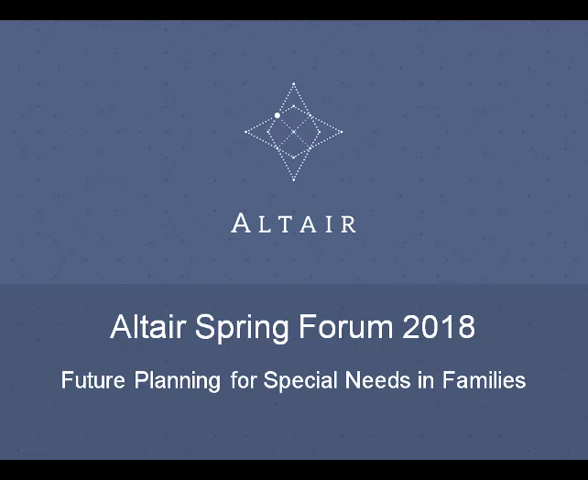 ALTAIR
Altair Spring Forum 2018
Future Planning for Special Needs in Families